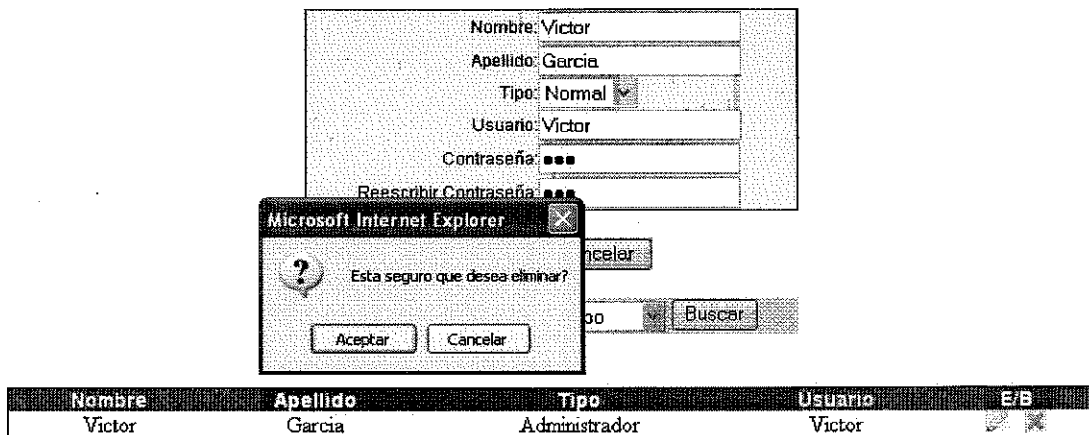 Nombre: Victor
Apellido: Garcia
Tipo: Normal
Usuario: Victor
Contraseña: •••
Reescribir Contraseña •••
Microsoft Internet Explorer
Esta seguro que desea eliminar?
ncelar
Aceptar Cancelar
Buscar
Nombre Apellido Tipo Usuario E/B
Victor Garcia Administrador Victor